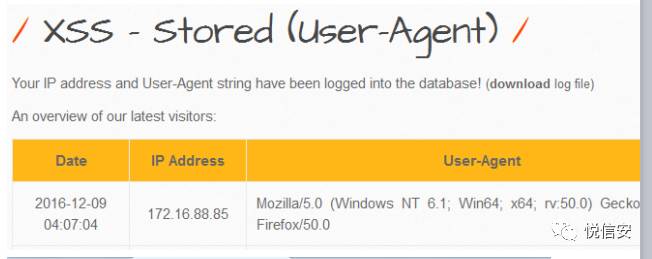 / XSS - Stored (User-Agent) /
Your IP address and User-Agent string have been logged into the database! (download log file)
An overview of our latest visitors:
Date IP Address User-Agent
2016-12-09
04:07:04
172.16.88.85
Mozilla/5.0 (Windows NT 6.1; Win64; x64; rv:50.0) Gecko
Firefox/50.0
悦信安